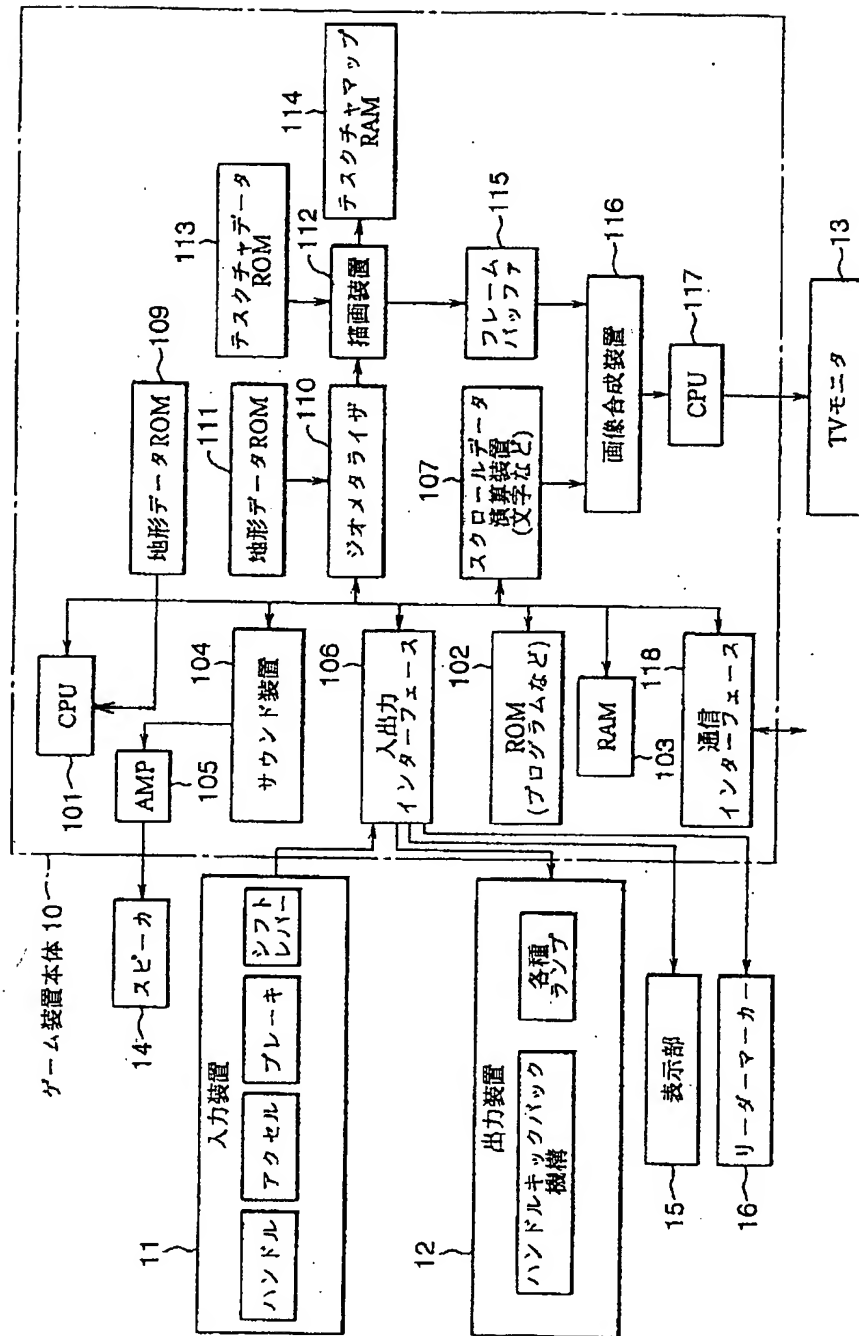 ゲーム装置本体 10
CPU
101
地形データROM
109
AMP
105
スピーカ
14
サウンド装置
104
地形データROM
111
ジオメタライザ
110
テスクチャデータ
ROM
113
描画装置
112
テスクチャマップ
RAM
114
フレーム
バッファ
115
入出力
インターフェース
106
スクロールデータ
演算装置
(文字など)
107
画像合成装置
116
CPU
117
TVモニタ
13
ROM
(プログラムなど)
102
RAM
103
通信
インターフェース
118
入力装置
11
ハンドル
アクセル
ブレーキ
シフト
レバー
出力装置
12
ハンドルキックバック
機構
各種
ランプ
表示部
15
リーダーマーカー
16